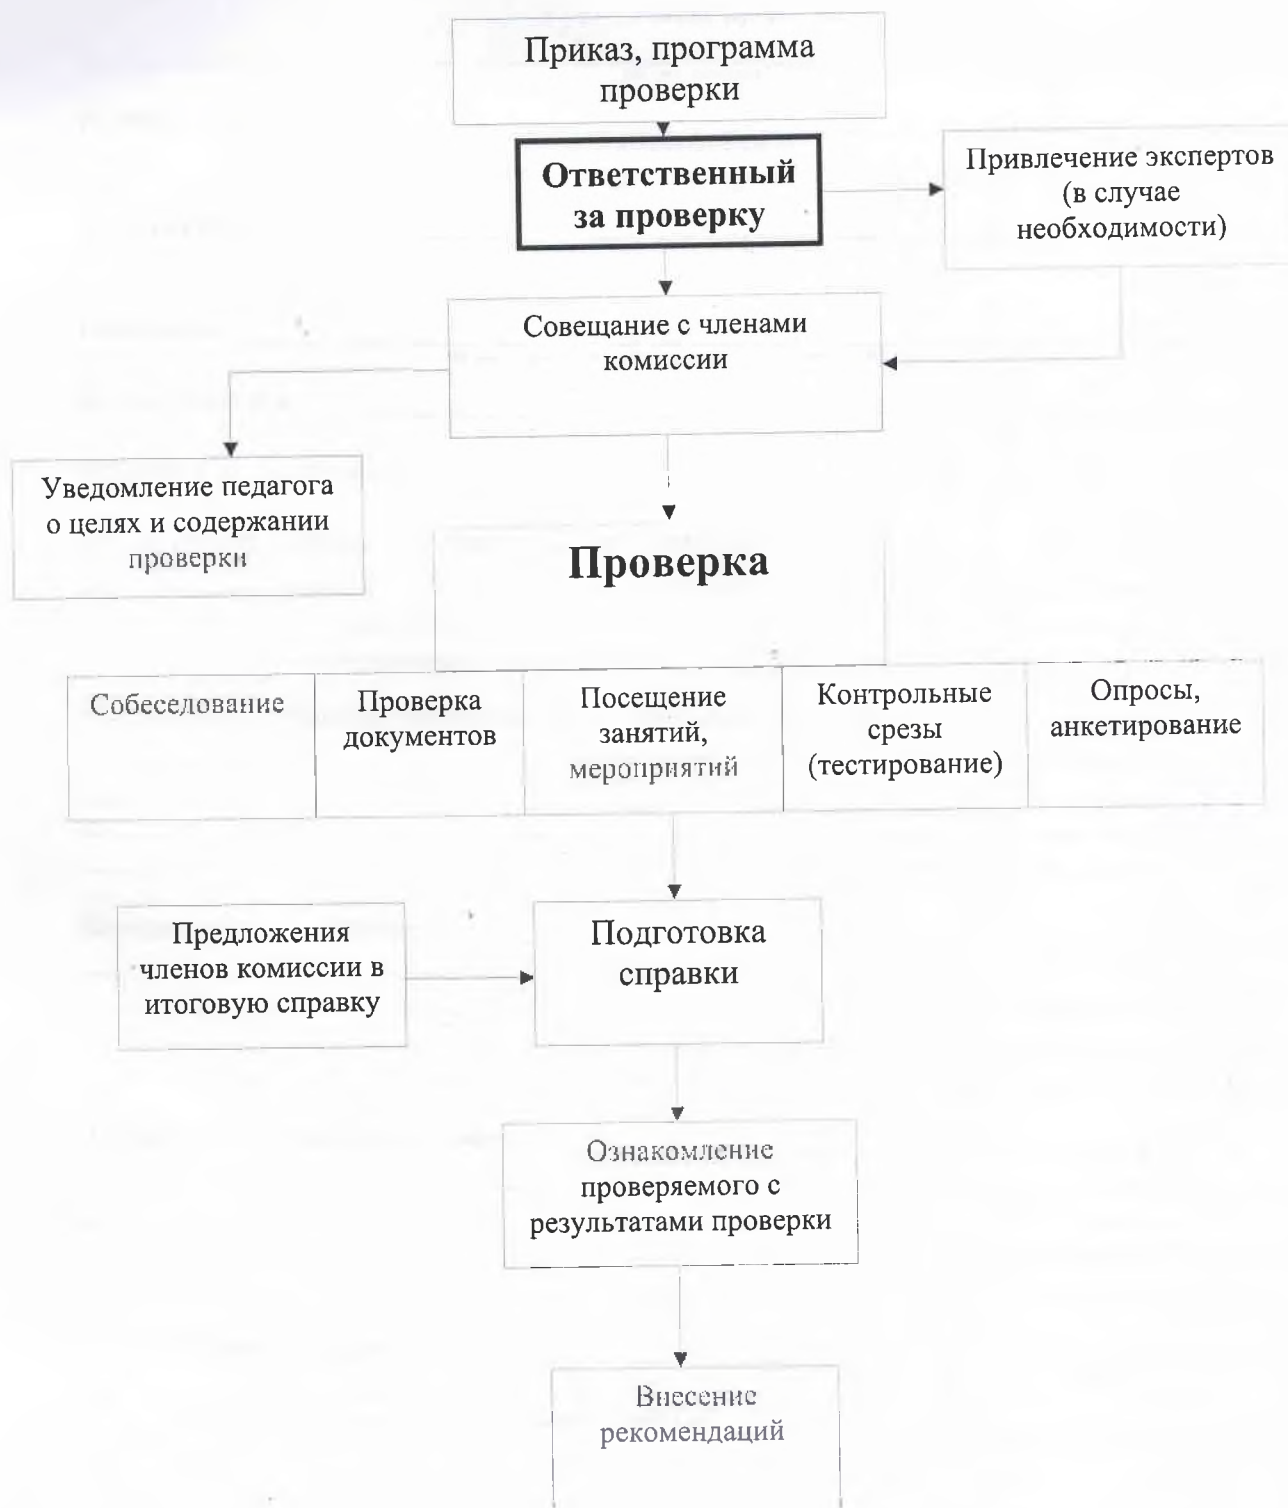 Приказ, программа
проверки
Ответственный
за проверку
Привлечение экспертов
(в случае
необходимости)
Совещание с членами
комиссии
Уведомление педагога
о целях и содержании
проверки
Проверка
Собеседование
Проверка
документов
Посещение
занятий,
мероприятий
Контрольные
срезы
(тестирование)
Опросы,
анкетирование
Предложения
членов комиссии в
итоговую справку
Подготовка
справки
Ознакомление
проверяемого с
результатами проверки
Внесение
рекомендаций